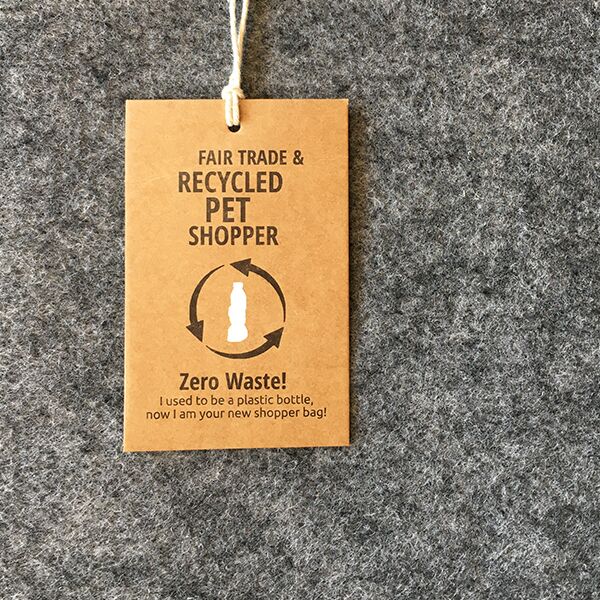 FAIR TRADE &
RECYCLED
PET
SHOPPER
Zero Waste!
I used to be a plastic bottle,
now I am your new shopper bag!